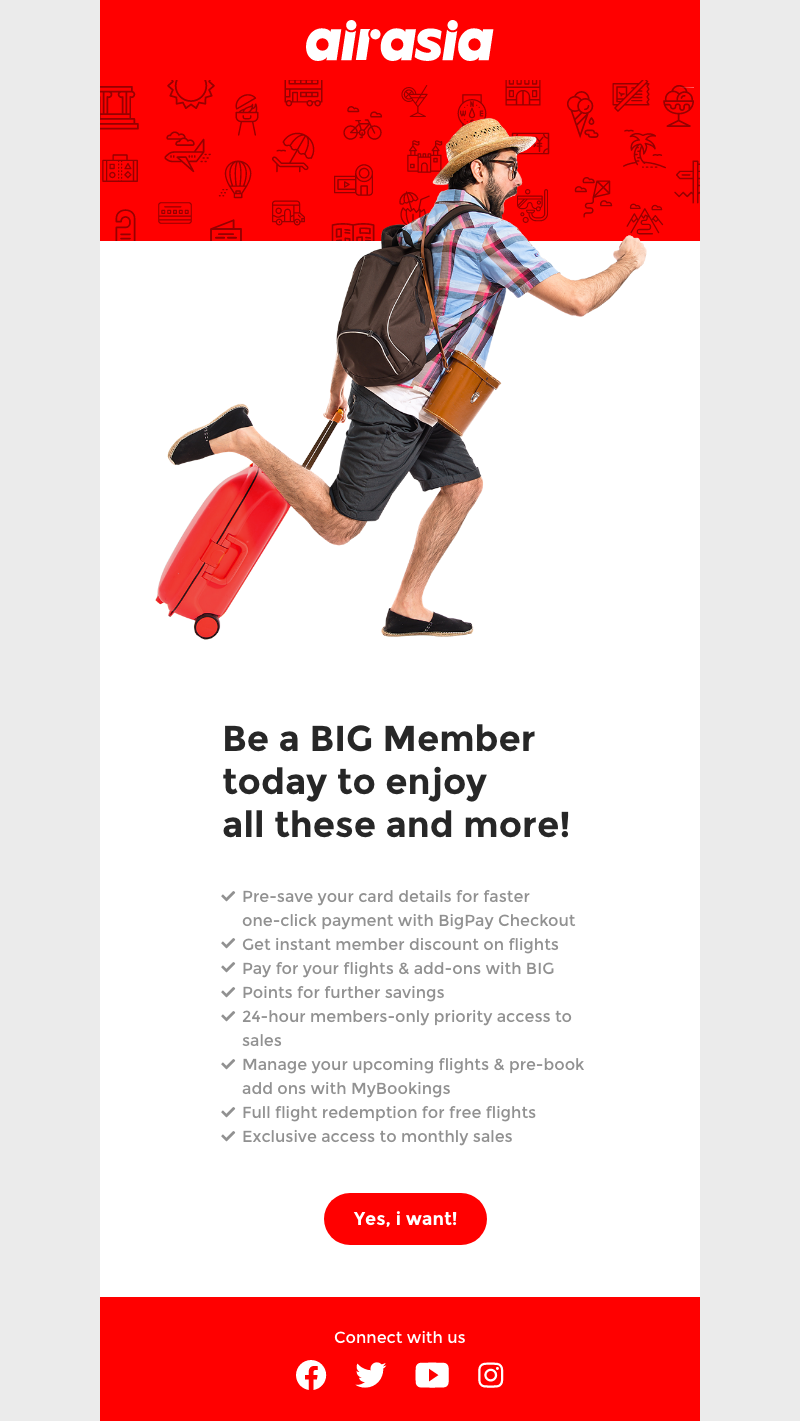 airasia
Be a BIG Member
today to enjoy
all these and more!
Pre-save your card details for faster
one-click payment with BigPay Checkout
Get instant member discount on flights
Pay for your flights & add-ons with BIG
Points for further savings
24-hour members-only priority access to
sales
Manage your upcoming flights & pre-book
add ons with MyBookings
Full flight redemption for free flights
Exclusive access to monthly sales
Yes, i want!
Connect with us